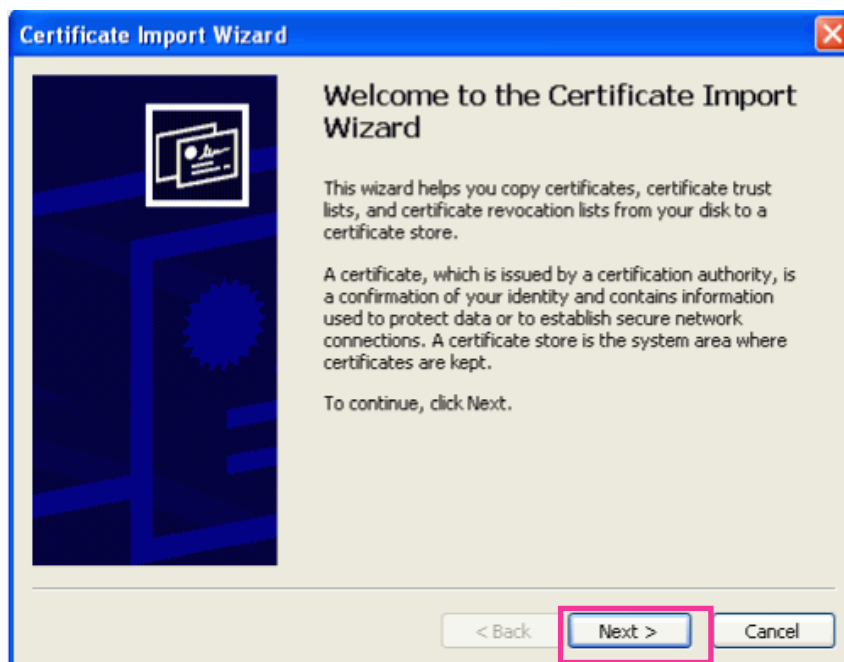 Certificate Import Wizard
Welcome to the Certificate Import
Wizard
This wizard helps you copy certificates, certificate trust
lists, and certificate revocation lists from your disk to a
certificate store.
A certificate, which is issued by a certification authority, is
a confirmation of your identity and contains information
used to protect data or to establish secure network
connections. A certificate store is the system area where
certificates are kept.
To continue, click Next.
< Back Next > Cancel